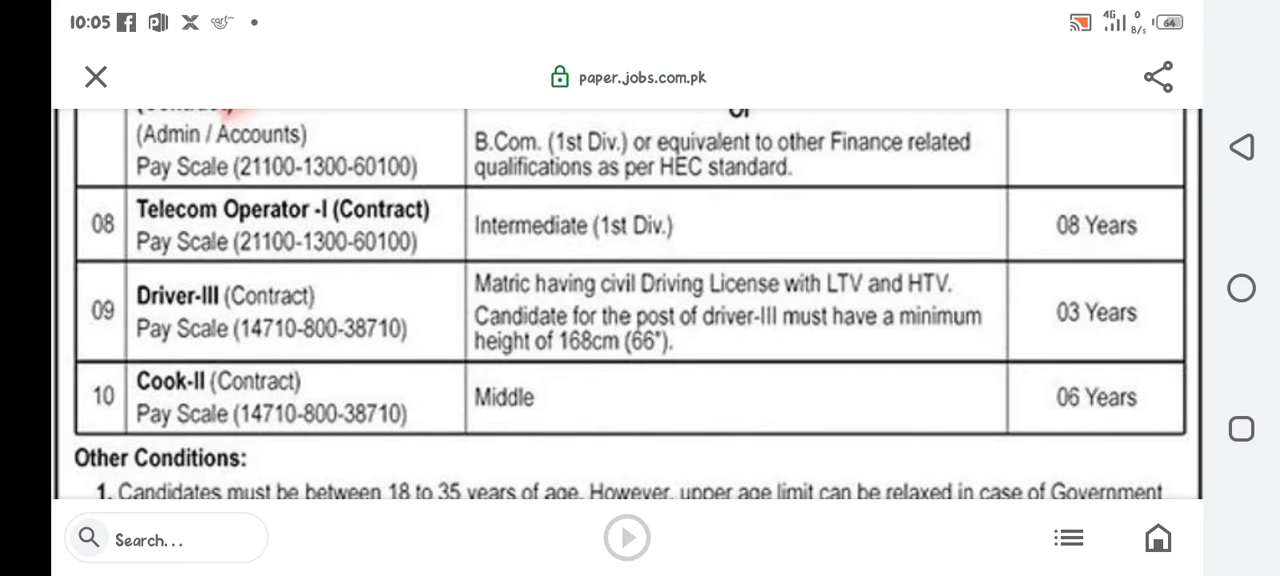 10:05
4G
0
B/s
64
paper.jobs.com.pk
or
(Admin / Accounts)
Pay Scale (21100-1300-60100)
B.Com. (1st Div.) or equivalent to other Finance related
qualifications as per HEC standard.
08
Telecom Operator -I (Contract)
Pay Scale (21100-1300-60100)
Intermediate (1st Div.)
08 Years
09
Driver-III (Contract)
Pay Scale (14710-800-38710)
Matric having civil Driving License with LTV and HTV.
Candidate for the post of driver-III must have a minimum
height of 168cm (66").
03 Years
10
Cook-II (Contract)
Pay Scale (14710-800-38710)
Middle
06 Years
Other Conditions:
1. Candidates must be between 18 to 35 years of age. However, upper age limit can be relaxed in case of Government
Search...